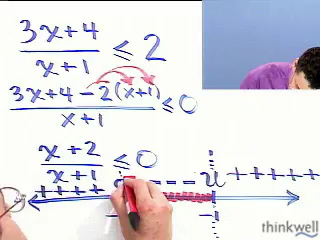 3x+4 / x+1 ≤ 2
3x+4-2(x+1) / x+1 ≤ 0
x+2 / x+1 ≤ 0
++++ - - - u +++++
-1
thinkwell